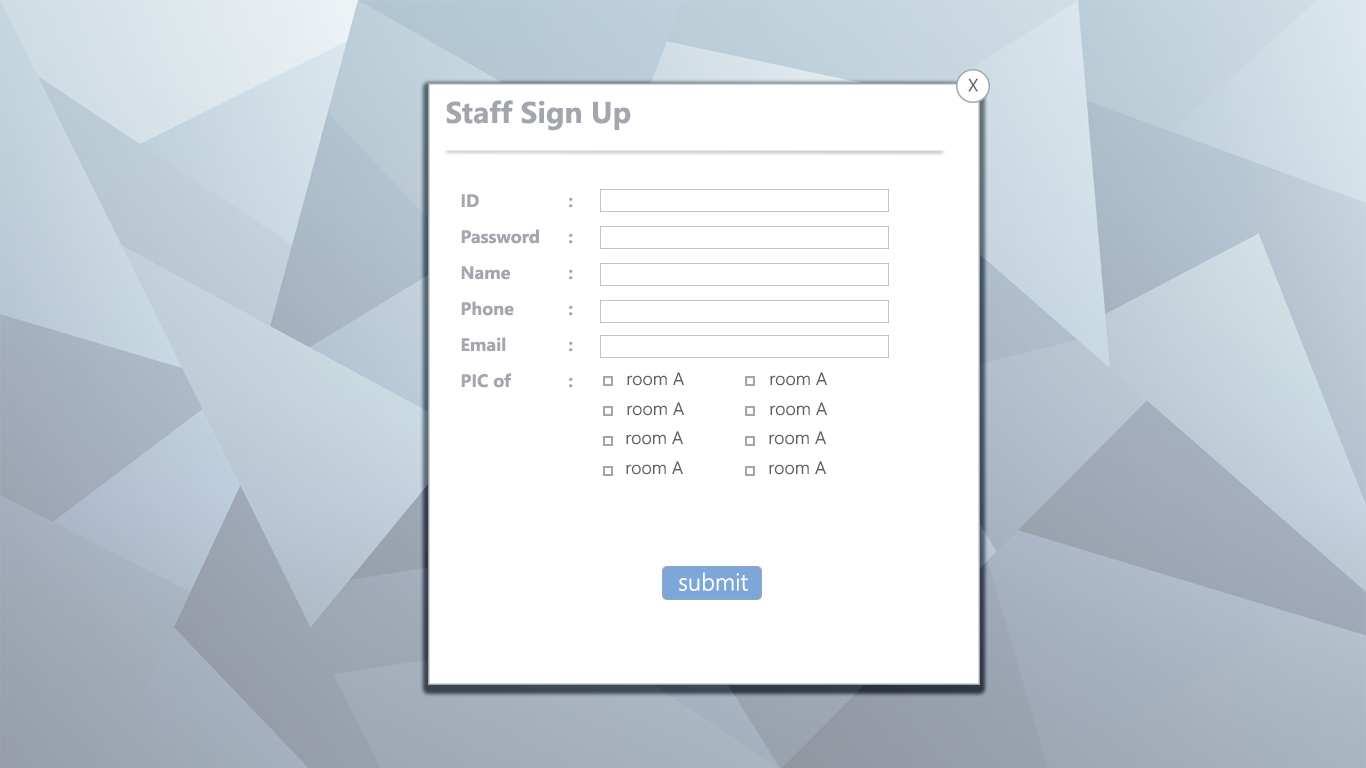 X
Staff Sign Up
ID :
Password :
Name :
Phone :
Email :
PIC of : room A room A
room A room A
room A room A
room A room A
submit